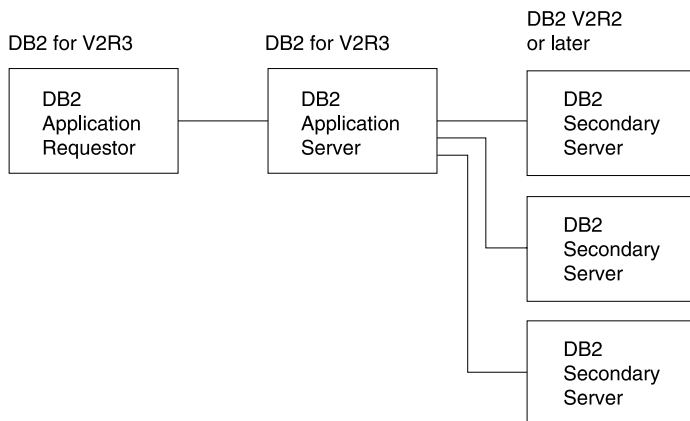 DB2 for V2R3
DB2
Application
Requestor
DB2 for V2R3
DB2
Application
Server
DB2 V2R2
or later
DB2
Secondary
Server
DB2
Secondary
Server
DB2
Secondary
Server